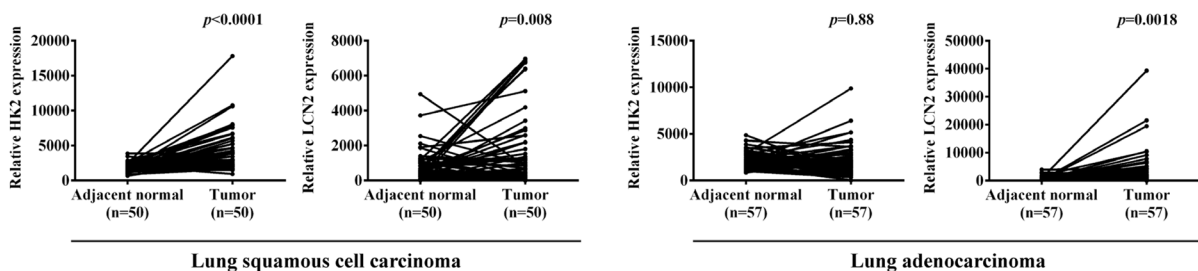 p<0.0001
Relative HK2 expression
20000
15000
10000
5000
0
Adjacent normal
(n=50)
Tumor
(n=50)
p=0.008
Relative LCN2 expression
8000
6000
4000
2000
0
Adjacent normal
(n=50)
Tumor
(n=50)
Lung squamous cell carcinoma
p=0.88
Relative HK2 expression
15000
10000
5000
0
Adjacent normal
(n=57)
Tumor
(n=57)
p=0.0018
Relative LCN2 expression
50000
40000
30000
20000
10000
0
Adjacent normal
(n=57)
Tumor
(n=57)
Lung adenocarcinoma